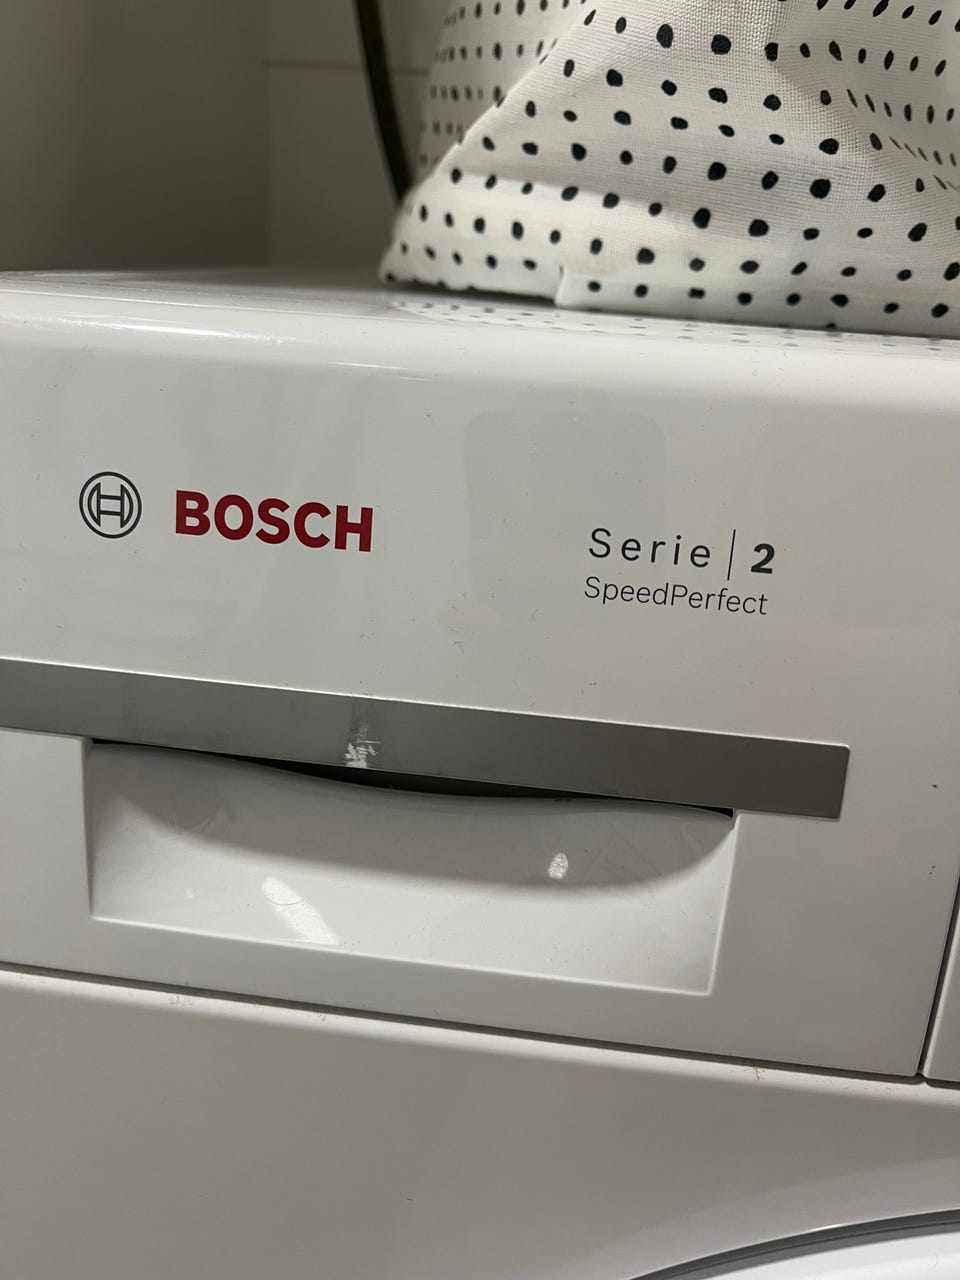 BOSCH
Serie | 2
SpeedPerfect